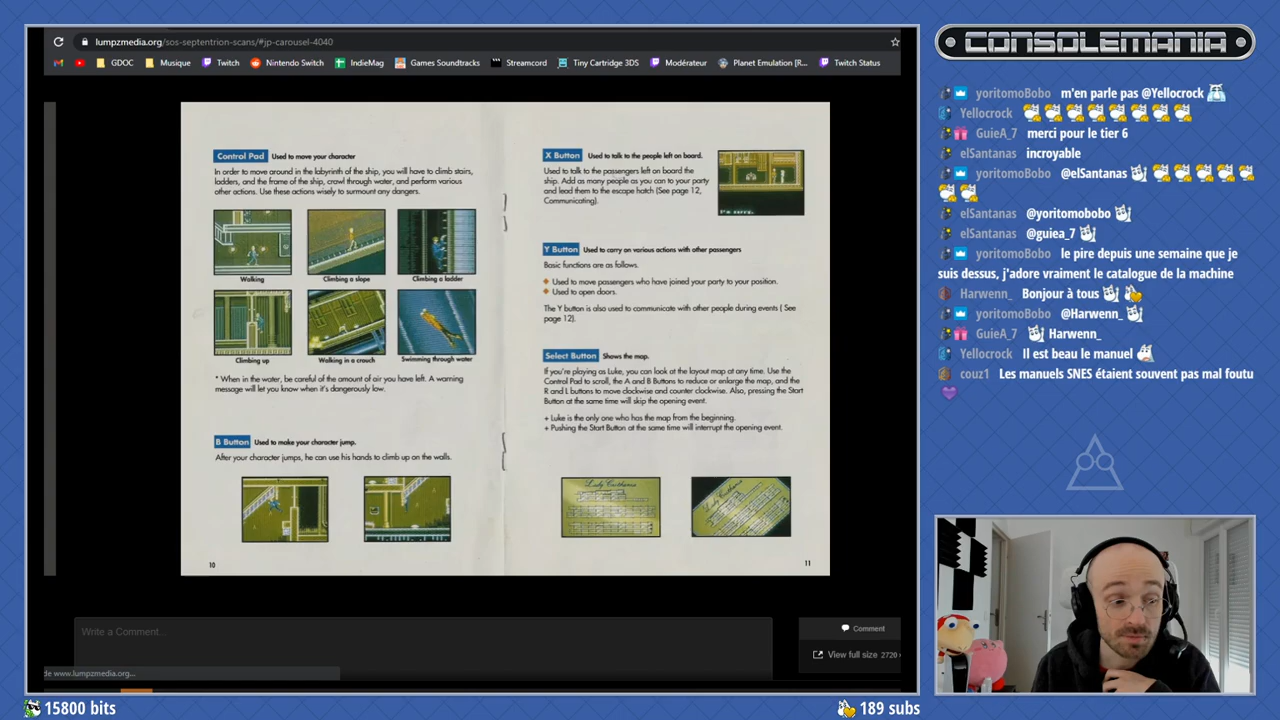 lumpzmedia.org/sos-septentrion-scans/#jp-carousel-4040
GDOC
Musique
Twitch
Nintendo Switch
IndieMag
Games Soundtracks
Streamcord
Tiny Cartridge 3DS
Modérateur
Planet Emulation [R...
Twitch Status
Control Pad Used to move your character
In order to move around in the labyrinth of the ship, you will have to climb stairs,
ladders, and the frame of the ship, crawl through water, and perform various
other actions. Use these actions wisely to surmount any dangers.
Walking
Climbing a slope
Climbing a ladder
Climbing up
Walking in a crouch
Swimming through water
* When in the water, be careful of the amount of air you have left. A warning
message will let you know when it's dangerously low.
B Button Used to make your character jump.
After your character jumps, he can use his hands to climb up on the walls.
10
X Button Used to talk to the people left on board.
Used to talk to the passengers left on board the
ship. Add as many people as you can to your party
and lead them to the escape hatch (See page 12,
Communicating).
I'm sorry.
Y Button Used to carry on various actions with other passengers
Basic functions are as follows.
Used to move passengers who have joined your party to your position.
Used to open doors.
The Y button is also used to communicate with other people during events ( See
page 12).
Select Button Shows the map.
If you're playing as Luke, you can look at the layout map at any time. Use the
Control Pad to scroll, the A and B Buttons to reduce or enlarge the map, and the
R and L buttons to move clockwise and counter clockwise. Also, pressing the Start
Button at the same time will skip the opening event.
+ Luke is the only one who has the map from the beginning.
+ Pushing the Start Button at the same time will interrupt the opening event.
Lady Crithania
Lady Crithania
11
Write a Comment...
Comment
View full size 2720
de www.lumpzmedia.org...
CONSOLEMANIA
yoritomoBobo m'en parle pas @Yellocrock
Yellocrock
GuieA_7 merci pour le tier 6
elSantanas incroyable
yoritomoBobo @elSantanas
elSantanas @yoritomobobo
elSantanas @guiea_7
yoritomoBobo le pire depuis une semaine que je
suis dessus, j'adore vraiment le catalogue de la machine
Harwenn_ Bonjour à tous
yoritomoBobo @Harwenn_
GuieA_7 Harwenn_
Yellocrock Il est beau le manuel
couz1 Les manuels SNES étaient souvent pas mal foutu
15800 bits
189 subs